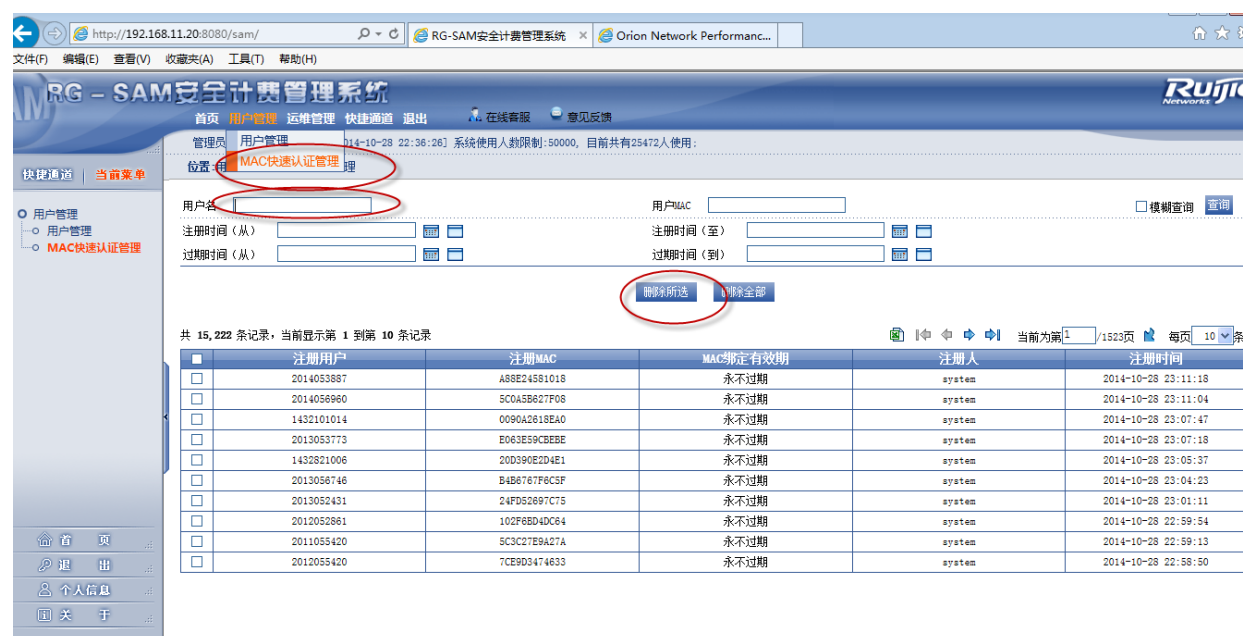 http://192.168.11.20:8080/sam/
RG-SAM安全计费管理系统 ×
Orion Network Performanc...
文件(F) 编辑(E) 查看(V) 收藏夹(A) 工具(T) 帮助(H)
RG - SAM安全计费管理系统
Networks
首页 用户管理 运维管理 快捷通道 退出 在线客服 意见反馈
管理员
用户管理
014-10-28 22:36:26] 系统使用人数限制:50000, 目前共有25472人使用;
快捷通道 | 当前菜单
位置:用
MAC快速认证管理
理
用户管理
用户管理
MAC快速认证管理
用户名 用户MAC 模糊查询 查询
注册时间（从） 注册时间（至）
过期时间（从） 过期时间（到）
删除所选 删除全部
共 15,222 条记录，当前显示第 1 到第 10 条记录 当前为第1 /1523页 每页 10 条
注册用户 注册MAC MAC绑定有效期 注册人 注册时间
2014053887 A88E24581018 永不过期 system 2014-10-28 23:11:18
2014056960 5C0A5B627F08 永不过期 system 2014-10-28 23:11:04
1432101014 0090A2618EA0 永不过期 system 2014-10-28 23:07:47
2013053773 E063E59CBEBE 永不过期 system 2014-10-28 23:07:18
1432821006 20D390E2D4E1 永不过期 system 2014-10-28 23:05:37
2013056746 B4B6767F6C5F 永不过期 system 2014-10-28 23:04:23
2013052431 24FD52697C75 永不过期 system 2014-10-28 23:01:11
2012052861 102F6BD4DC64 永不过期 system 2014-10-28 22:59:54
2011055420 5C3C27E9A27A 永不过期 system 2014-10-28 22:59:13
2012055420 7CE9D3474633 永不过期 system 2014-10-28 22:58:50
首 页
退 出
个人信息
关 于